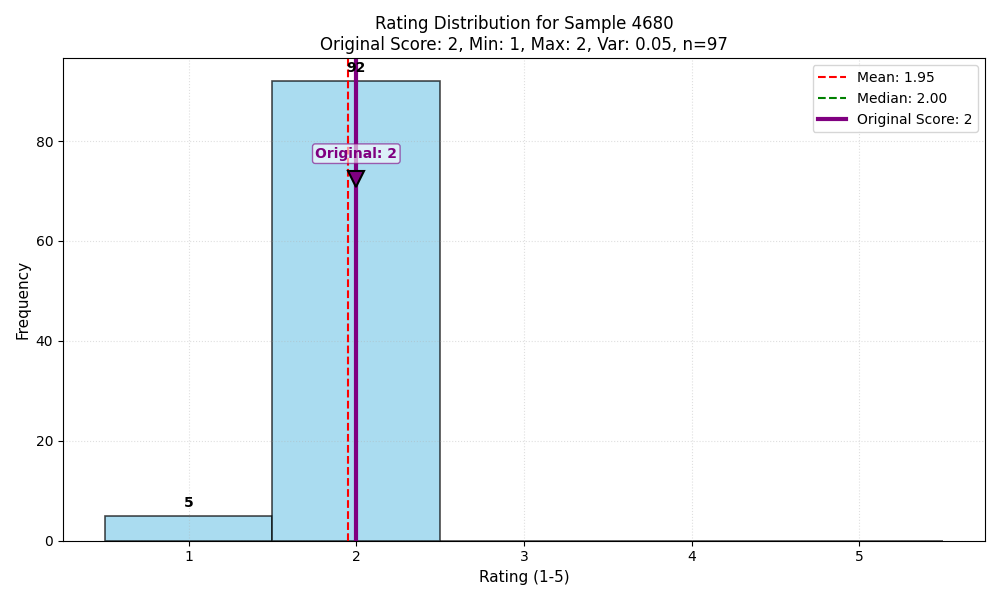 Rating Distribution for Sample 4680
Original Score: 2, Min: 1, Max: 2, Var: 0.05, n=97
Mean: 1.95
Median: 2.00
Original Score: 2
92
Original: 2
5
Frequency
80
60
40
20
0
1 2 3 4 5
Rating (1-5)